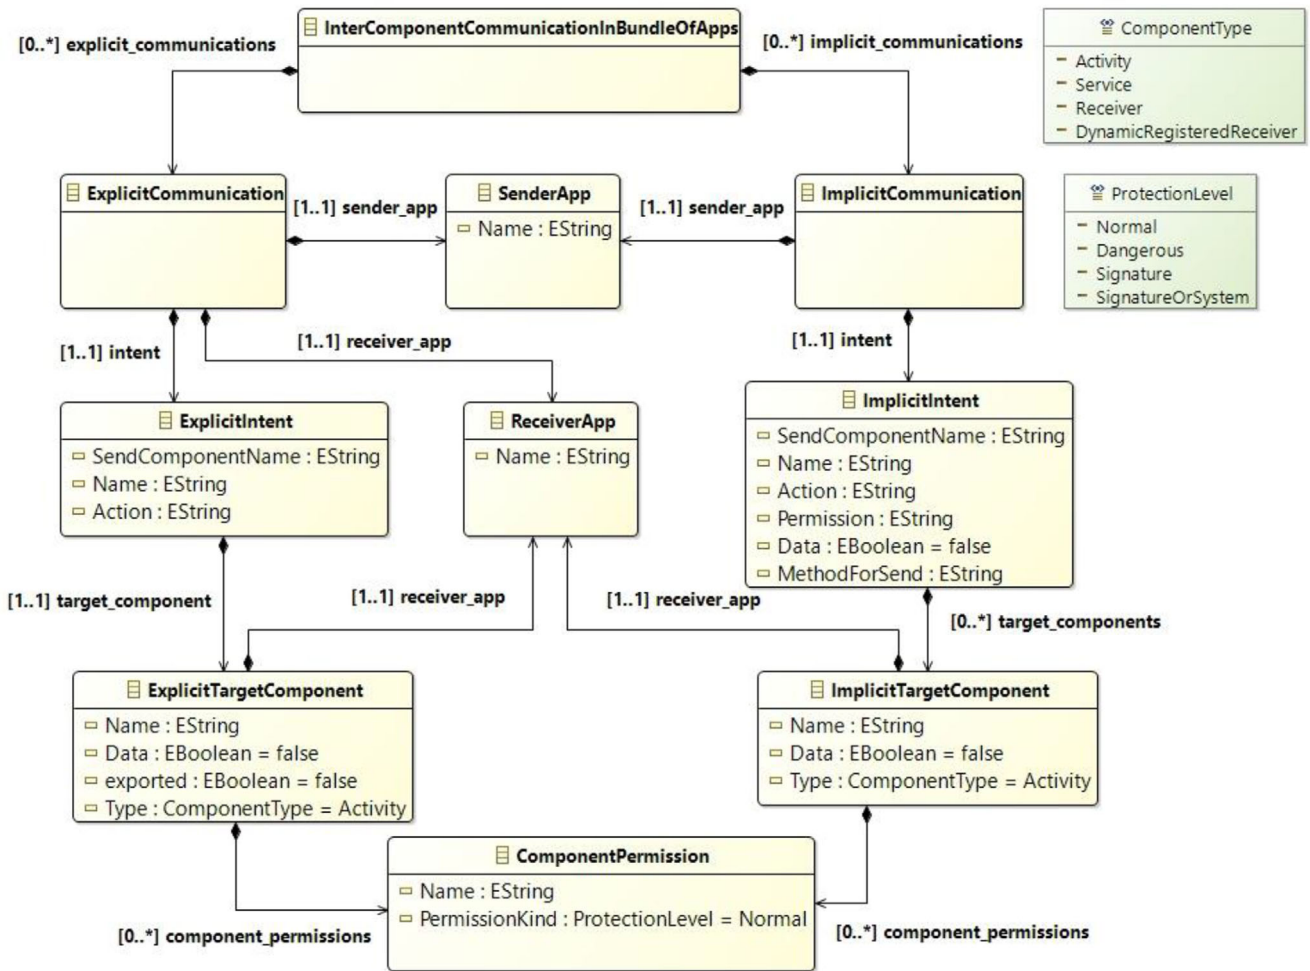 InterComponentCommunicationInBundleOfApps
[0..*] explicit_communications
[0..*] implicit_communications
ComponentType
Activity
Service
Receiver
DynamicRegisteredReceiver
ExplicitCommunication
[1..1] sender_app
SenderApp
Name : EString
[1..1] sender_app
ImplicitCommunication
ProtectionLevel
Normal
Dangerous
Signature
SignatureOrSystem
[1..1] intent
[1..1] receiver_app
[1..1] intent
ExplicitIntent
SendComponentName : EString
Name : EString
Action : EString
ReceiverApp
Name : EString
ImplicitIntent
SendComponentName : EString
Name : EString
Action : EString
Permission : EString
Data : EBoolean = false
MethodForSend : EString
[1..1] target_component
[1..1] receiver_app
[1..1] receiver_app
[0..*] target_components
ExplicitTargetComponent
Name : EString
Data : EBoolean = false
exported : EBoolean = false
Type : ComponentType = Activity
ImplicitTargetComponent
Name : EString
Data : EBoolean = false
Type : ComponentType = Activity
ComponentPermission
Name : EString
PermissionKind : ProtectionLevel = Normal
[0..*] component_permissions
[0..*] component_permissions